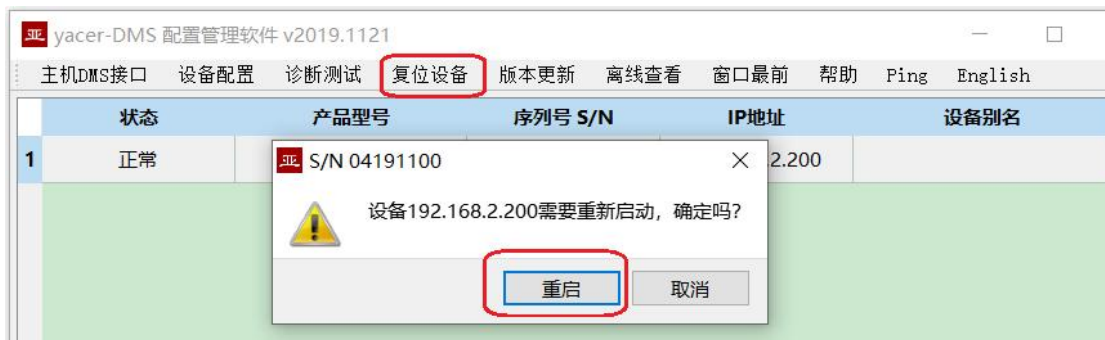 亚 yacer-DMS 配置管理软件 v2019.1121
主机DMS接口 设备配置 诊断测试 复位设备 版本更新 离线查看 窗口最前 帮助 Ping English
状态 产品型号 序列号 S/N IP地址 设备别名
1 正常 2.200
亚 S/N 04191100
设备192.168.2.200需要重新启动，确定吗?
重启 取消